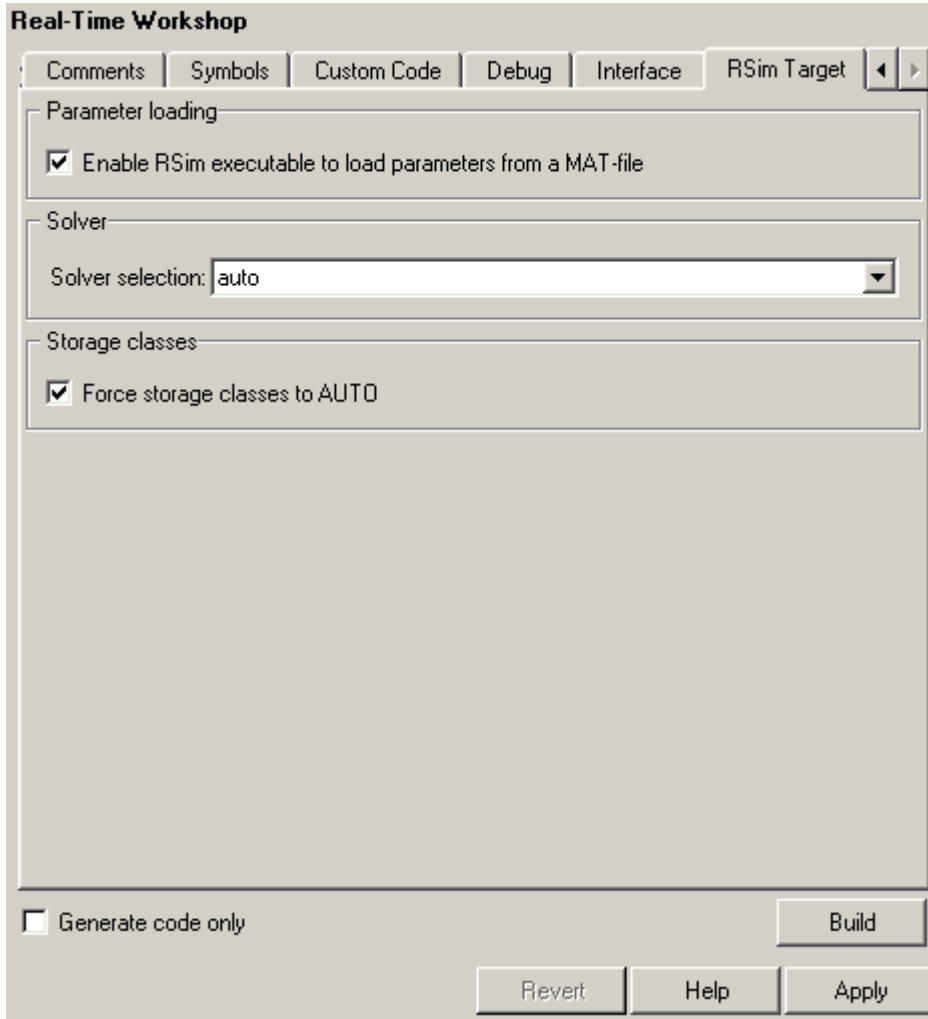 Real-Time Workshop
Comments Symbols Custom Code Debug Interface RSim Target
Parameter loading
Enable RSim executable to load parameters from a MAT-file
Solver
Solver selection: auto
Storage classes
Force storage classes to AUTO
Generate code only Build
Revert Help Apply